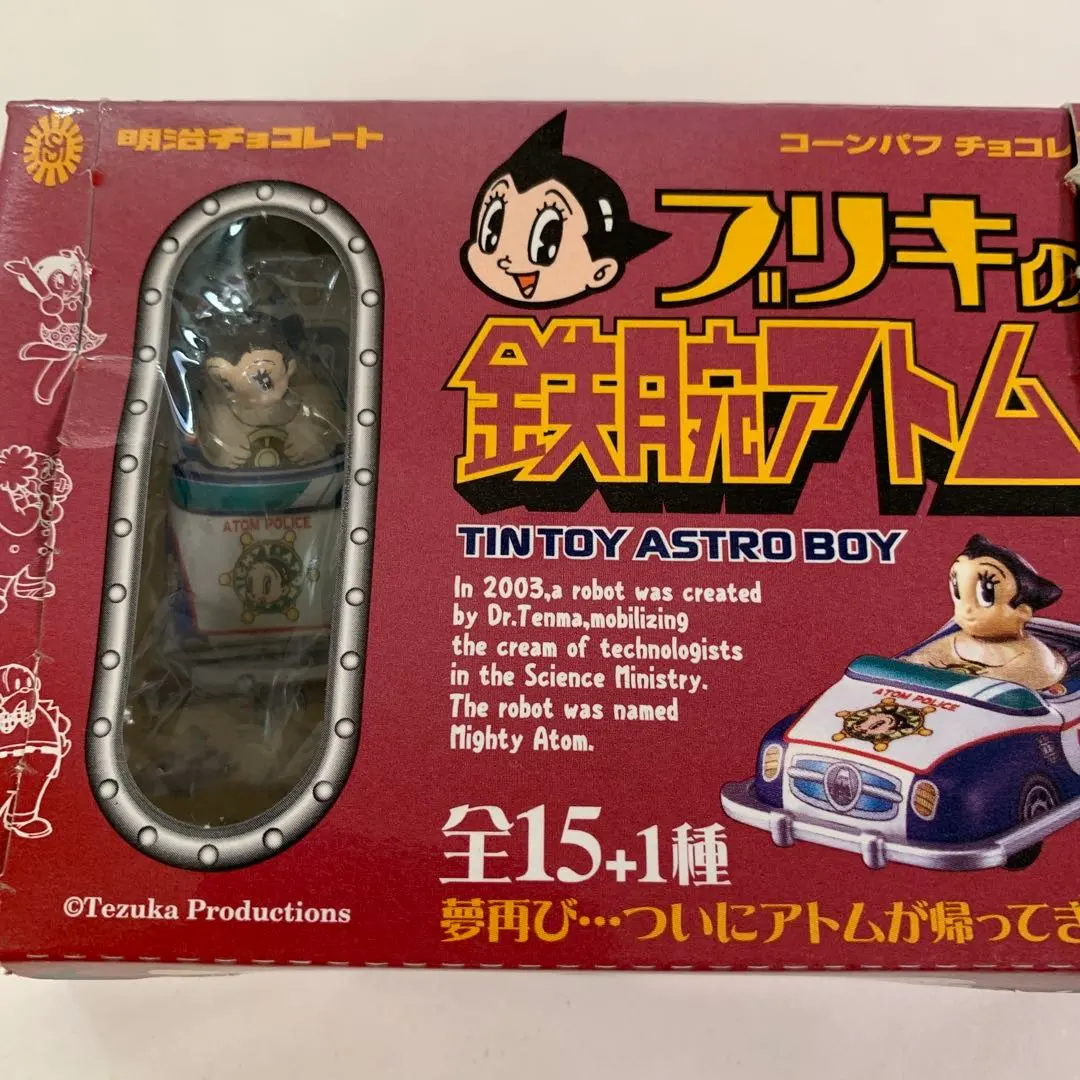 明治チョコレート
コーンパフ チョコレ
ブリキの
鉄腕アトム
TIN TOY ASTRO BOY
In 2003,a robot was created
by Dr.Tenma,mobilizing
the cream of technologists
in the Science Ministry.
The robot was named
Mighty Atom.
ATOM POLICE
ATOM POLICE
全15+1種
夢再び…ついにアトムが帰ってき
©Tezuka Productions